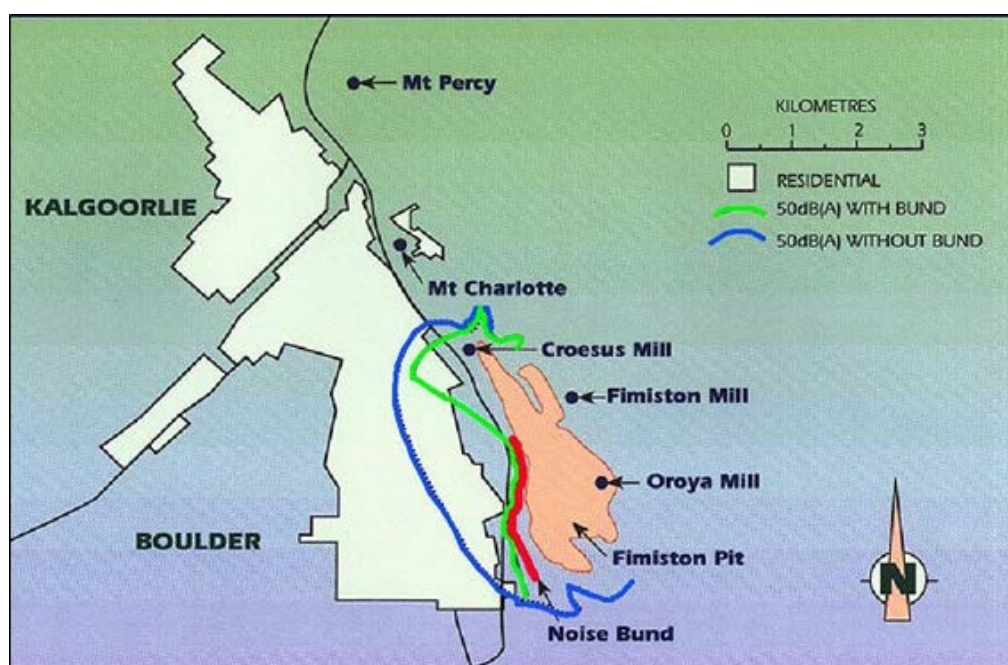 Mt Percy
KILOMETRES
0 1 2 3
RESIDENTIAL
50dB(A) WITH BUND
50dB(A) WITHOUT BUND
KALGOORLIE
Mt Charlotte
Croesus Mill
Fimiston Mill
Oroya Mill
BOULDER
Fimiston Pit
N
Noise Bund